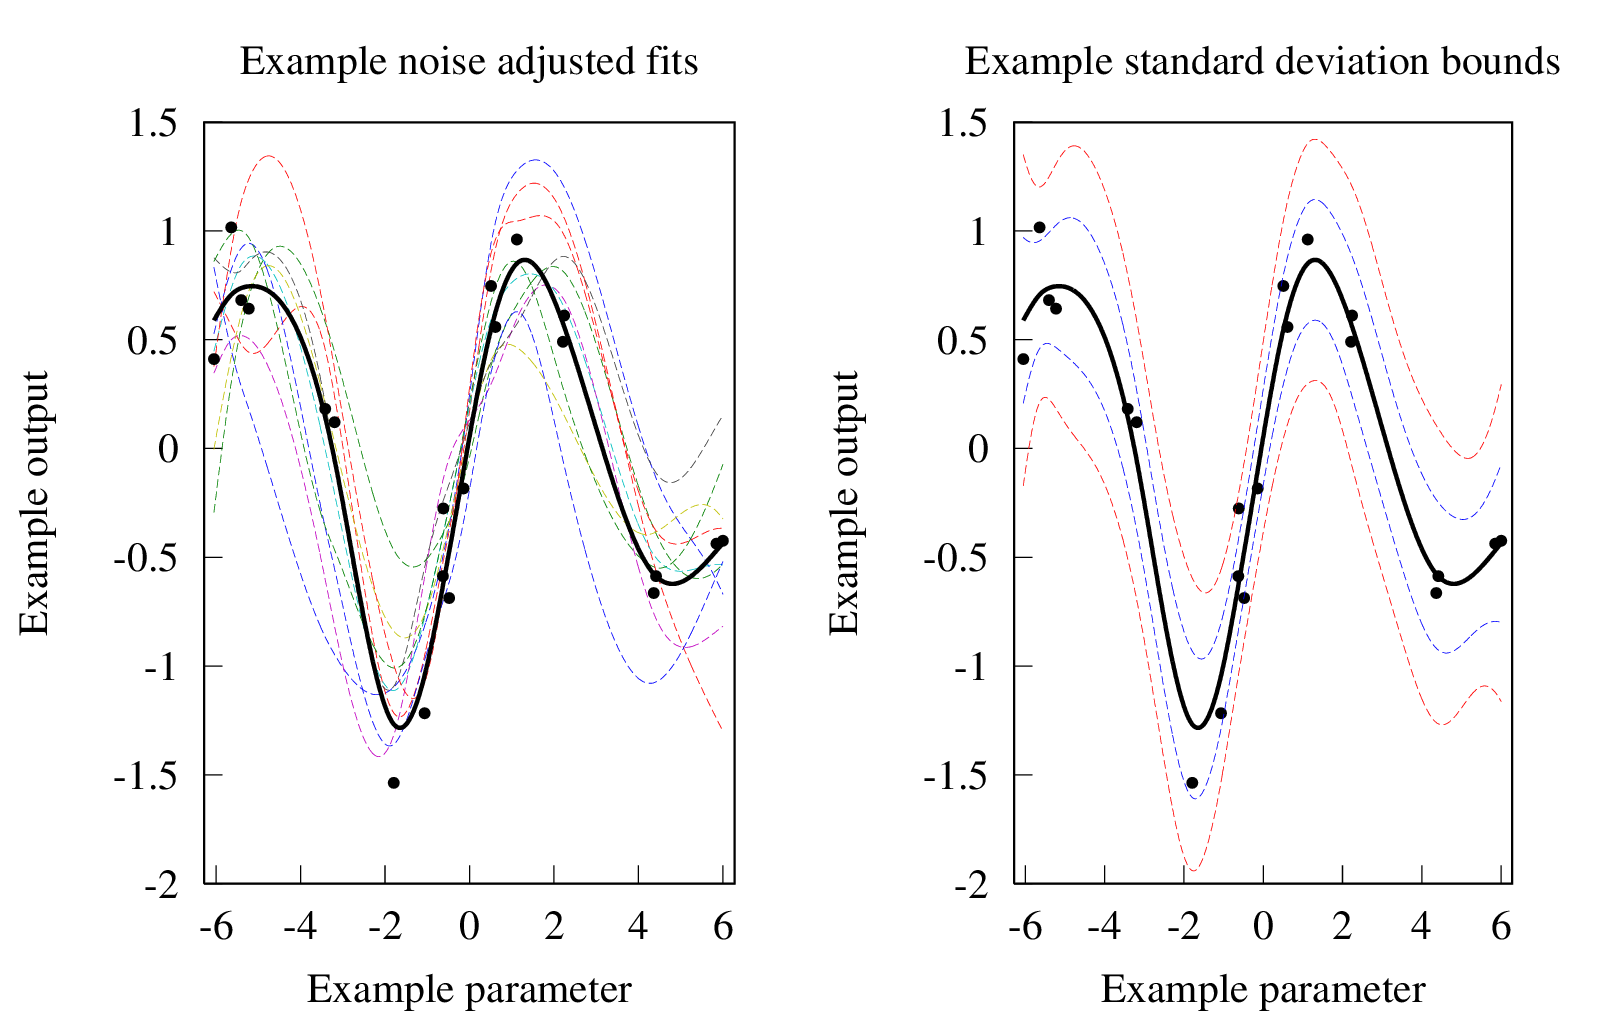 Example noise adjusted fits
1.5
1
0.5
0
-0.5
-1
-1.5
-2
-6 -4 -2 0 2 4 6
Example parameter
Example output
Example standard deviation bounds
1.5
1
0.5
0
-0.5
-1
-1.5
-2
-6 -4 -2 0 2 4 6
Example parameter
Example output